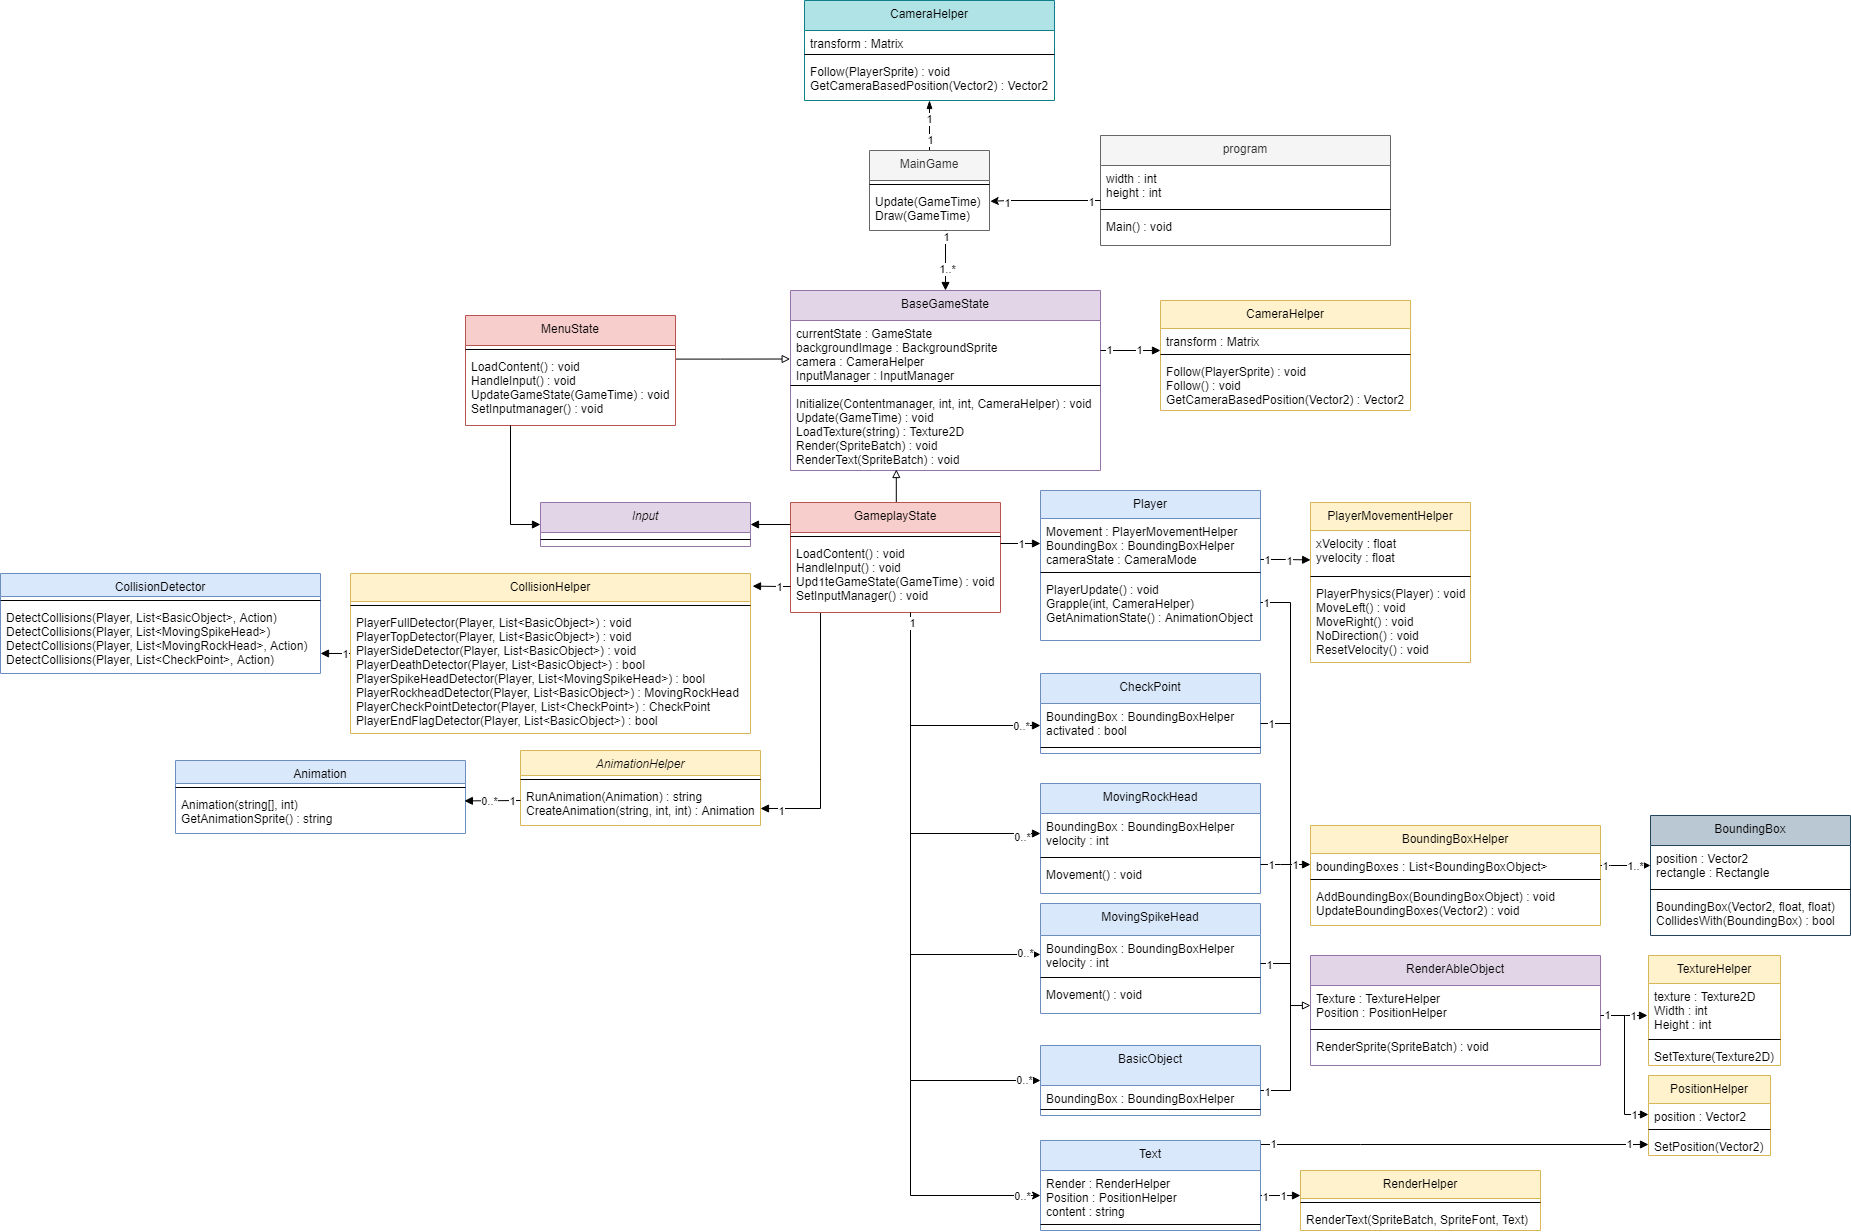 CameraHelper
transform : Matrix
Follow(PlayerSprite) : void
GetCameraBasedPosition(Vector2) : Vector2
1
1
MainGame
Update(GameTime)
Draw(GameTime)
1
1
program
width : int
height : int
Main() : void
1
1..*
BaseGameState
currentState : GameState
backgroundImage : BackgroundSprite
camera : CameraHelper
InputManager : InputManager
Initialize(Contentmanager, int, int, CameraHelper) : void
Update(GameTime) : void
LoadTexture(string) : Texture2D
Render(SpriteBatch) : void
RenderText(SpriteBatch) : void
1
1
CameraHelper
transform : Matrix
Follow(PlayerSprite) : void
Follow() : void
GetCameraBasedPosition(Vector2) : Vector2
MenuState
LoadContent() : void
HandleInput() : void
UpdateGameState(GameTime) : void
SetInputmanager() : void
Input
GameplayState
LoadContent() : void
HandleInput() : void
Upd1teGameState(GameTime) : void
SetInputManager() : void
1
1
1
1
CollisionDetector
DetectCollisions(Player, List<BasicObject>, Action)
DetectCollisions(Player, List<MovingSpikeHead>)
DetectCollisions(Player, List<MovingRockHead>, Action)
DetectCollisions(Player, List<CheckPoint>, Action)
1
CollisionHelper
PlayerFullDetector(Player, List<BasicObject>) : void
PlayerTopDetector(Player, List<BasicObject>) : void
PlayerSideDetector(Player, List<BasicObject>) : void
PlayerDeathDetector(Player, List<BasicObject>) : bool
PlayerSpikeHeadDetector(Player, List<MovingSpikeHead>) : bool
PlayerRockheadDetector(Player, List<BasicObject>) : MovingRockHead
PlayerCheckPointDetector(Player, List<CheckPoint>) : CheckPoint
PlayerEndFlagDetector(Player, List<BasicObject>) : bool
Animation
Animation(string[], int)
GetAnimationSprite() : string
0..*
1
AnimationHelper
RunAnimation(Animation) : string
CreateAnimation(string, int, int) : Animation
Player
Movement : PlayerMovementHelper
BoundingBox : BoundingBoxHelper
cameraState : CameraMode
PlayerUpdate() : void
Grapple(int, CameraHelper)
GetAnimationState() : AnimationObject
1
1
1
PlayerMovementHelper
xVelocity : float
yvelocity : float
PlayerPhysics(Player) : void
MoveLeft() : void
MoveRight() : void
NoDirection() : void
ResetVelocity() : void
0..*
CheckPoint
BoundingBox : BoundingBoxHelper
activated : bool
1
0..*
MovingRockHead
BoundingBox : BoundingBoxHelper
velocity : int
Movement() : void
1
1
BoundingBoxHelper
boundingBoxes : List<BoundingBoxObject>
AddBoundingBox(BoundingBoxObject) : void
UpdateBoundingBoxes(Vector2) : void
1
1..*
BoundingBox
position : Vector2
rectangle : Rectangle
BoundingBox(Vector2, float, float)
CollidesWith(BoundingBox) : bool
0..*
MovingSpikeHead
BoundingBox : BoundingBoxHelper
velocity : int
Movement() : void
1
RenderAbleObject
Texture : TextureHelper
Position : PositionHelper
RenderSprite(SpriteBatch) : void
1
1
TextureHelper
texture : Texture2D
Width : int
Height : int
SetTexture(Texture2D)
0..*
BasicObject
BoundingBox : BoundingBoxHelper
1
1
PositionHelper
position : Vector2
SetPosition(Vector2)
0..*
Text
Render : RenderHelper
Position : PositionHelper
content : string
1
1
1
1
RenderHelper
RenderText(SpriteBatch, SpriteFont, Text)